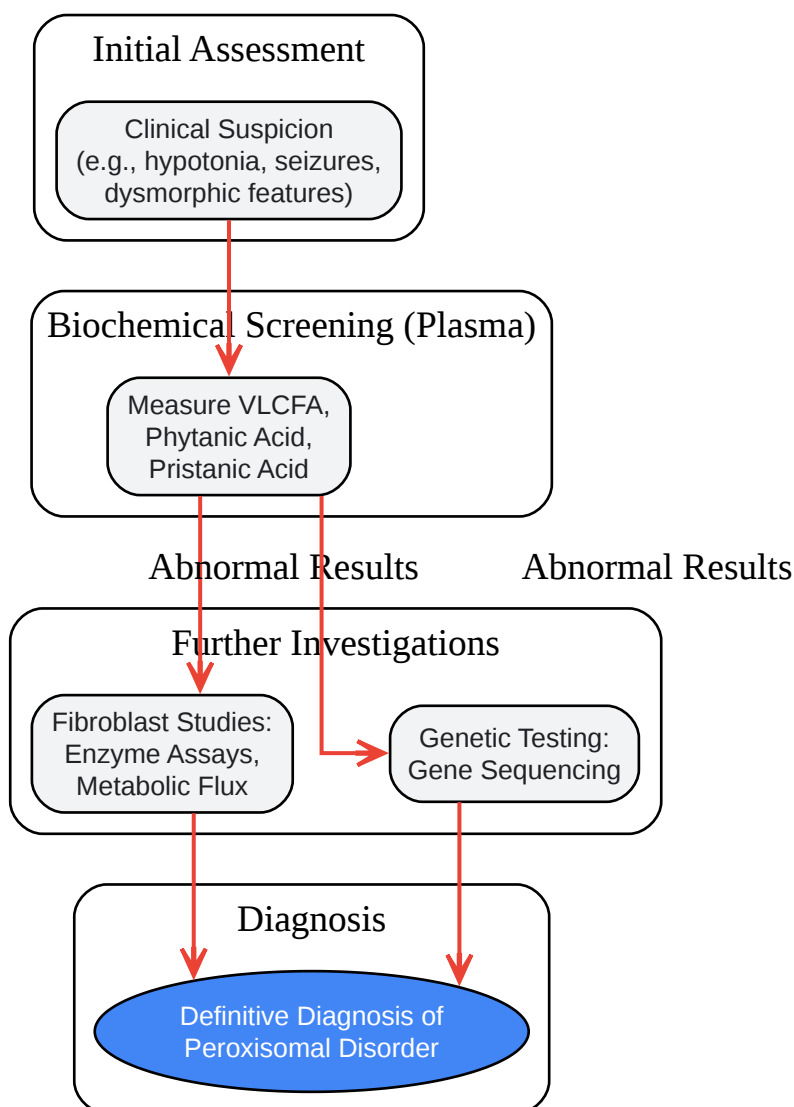 Initial Assessment
Clinical Suspicion
(e.g., hypotonia, seizures,
dysmorphic features)
Biochemical Screening (Plasma)
Measure VLCFA,
Phytanic Acid,
Pristanic Acid
Abnormal Results
Abnormal Results
Further Investigations
Fibroblast Studies:
Enzyme Assays,
Metabolic Flux
Genetic Testing:
Gene Sequencing
Diagnosis
Definitive Diagnosis of
Peroxisomal Disorder